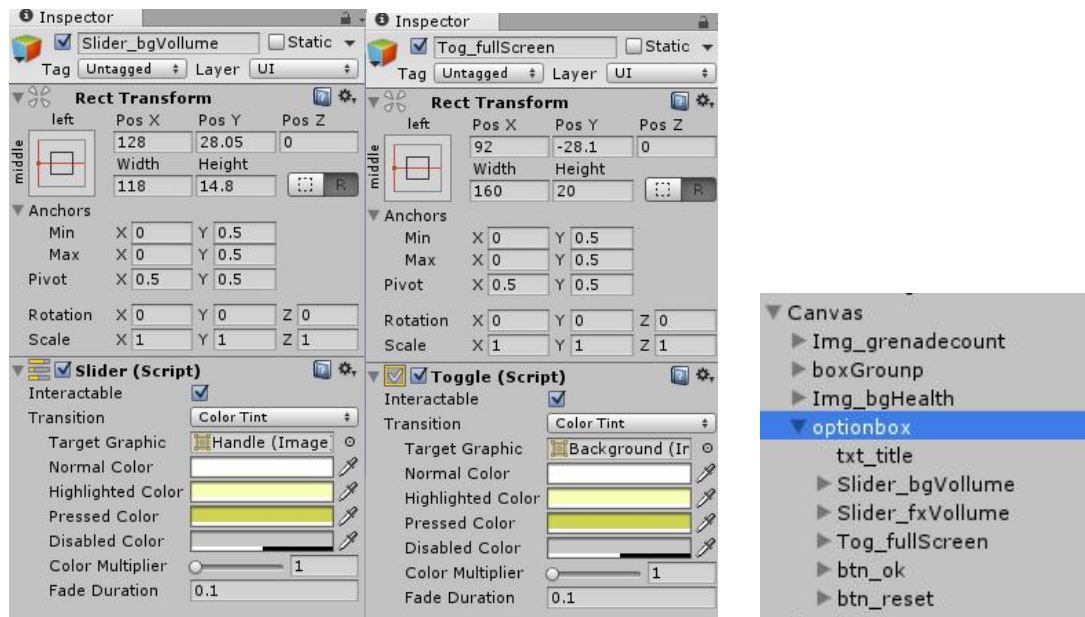 Inspector
Slider_bgVollume Static
Tag Untagged Layer UI
Rect Transform
left Pos X Pos Y Pos Z
128 28.05 0
middle
Width Height
118 14.8 R
Anchors
Min X 0 Y 0.5
Max X 0 Y 0.5
Pivot X 0.5 Y 0.5
Rotation X 0 Y 0 Z 0
Scale X 1 Y 1 Z 1
Slider (Script)
Interactable
Transition Color Tint
Target Graphic Handle (Image
Normal Color
Highlighted Color
Pressed Color
Disabled Color
Color Multiplier 1
Fade Duration 0.1
Inspector
Tog_fullScreen Static
Tag Untagged Layer UI
Rect Transform
left Pos X Pos Y Pos Z
92 -28.1 0
middle
Width Height
160 20 R
Anchors
Min X 0 Y 0.5
Max X 0 Y 0.5
Pivot X 0.5 Y 0.5
Rotation X 0 Y 0 Z 0
Scale X 1 Y 1 Z 1
Toggle (Script)
Interactable
Transition Color Tint
Target Graphic Background (Ir
Normal Color
Highlighted Color
Pressed Color
Disabled Color
Color Multiplier 1
Fade Duration 0.1
Canvas
Img_grenadecount
boxGrounp
Img_bgHealth
optionbox
txt_title
Slider_bgVollume
Slider_fxVollume
Tog_fullScreen
btn_ok
btn_reset